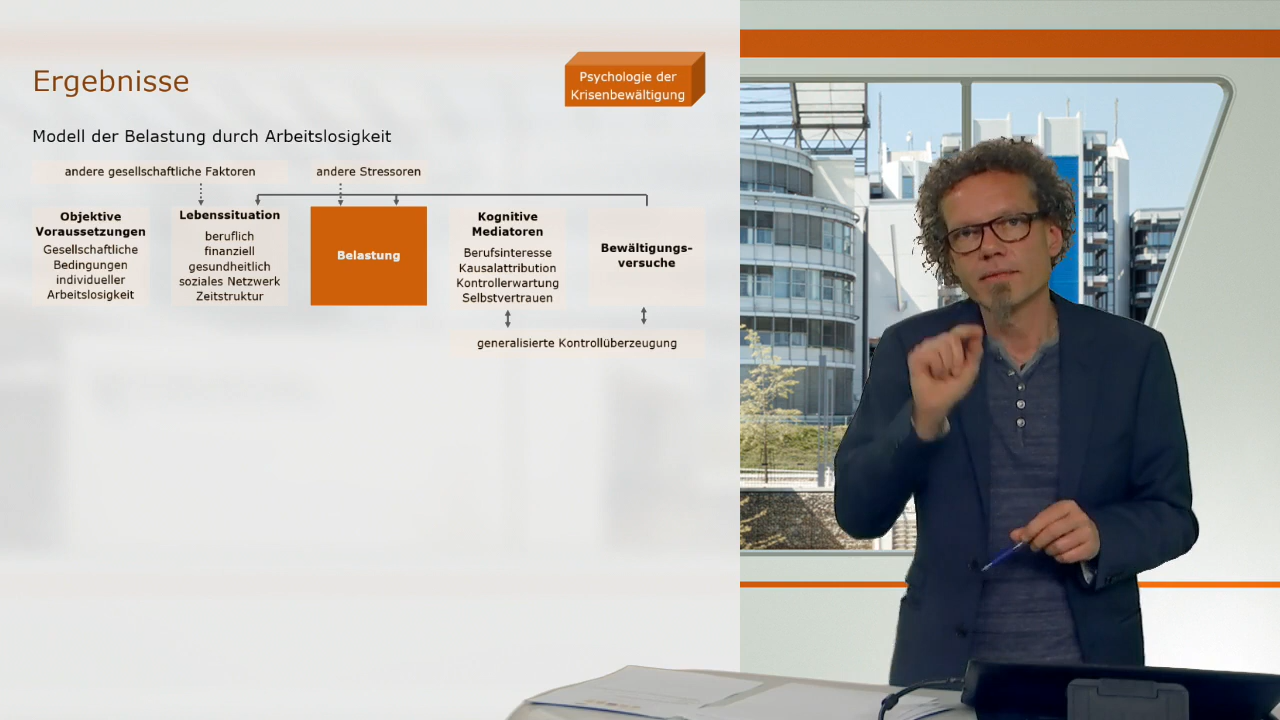 Ergebnisse
Psychologie der
Krisenbewältigung
Modell der Belastung durch Arbeitslosigkeit
andere gesellschaftliche Faktoren
andere Stressoren
Objektive
Voraussetzungen
Gesellschaftliche
Bedingungen
individueller
Arbeitslosigkeit
Lebenssituation
beruflich
finanziell
gesundheitlich
soziales Netzwerk
Zeitstruktur
Belastung
Kognitive
Mediatoren
Berufsinteresse
Kausalattribution
Kontrollerwartung
Selbstvertrauen
Bewältigungs-
versuche
generalisierte Kontrollüberzeugung